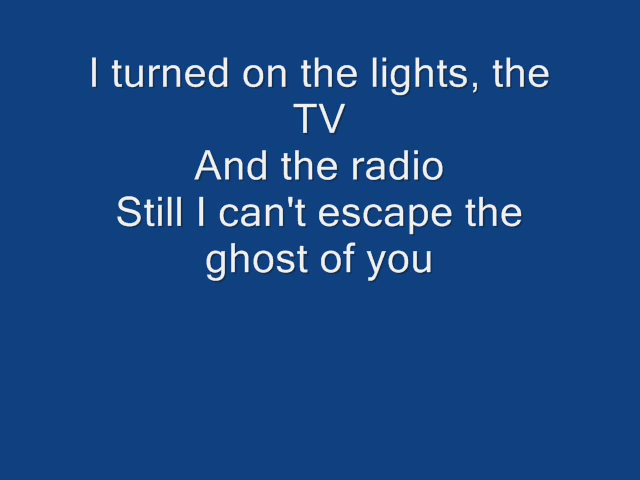 I turned on the lights, the
TV
And the radio
Still I can't escape the
ghost of you